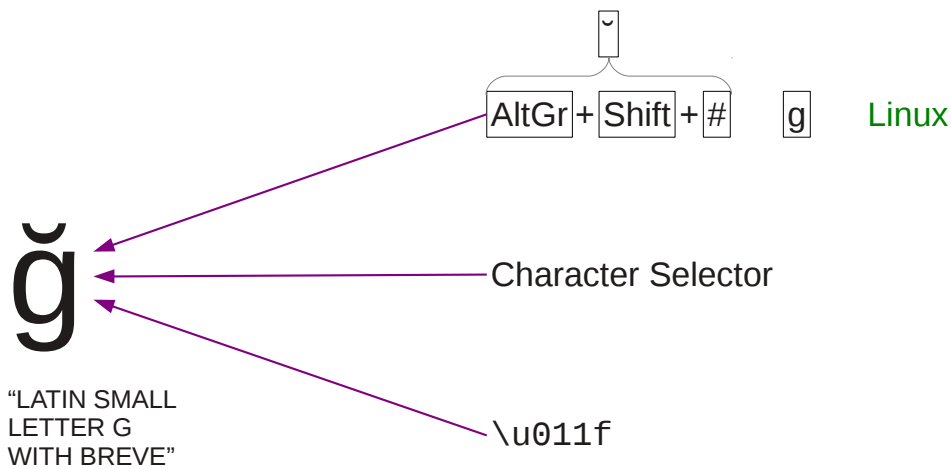 ˘
AltGr + Shift + # g Linux
ğ
Character Selector
“LATIN SMALL
LETTER G
WITH BREVE”
\u011f